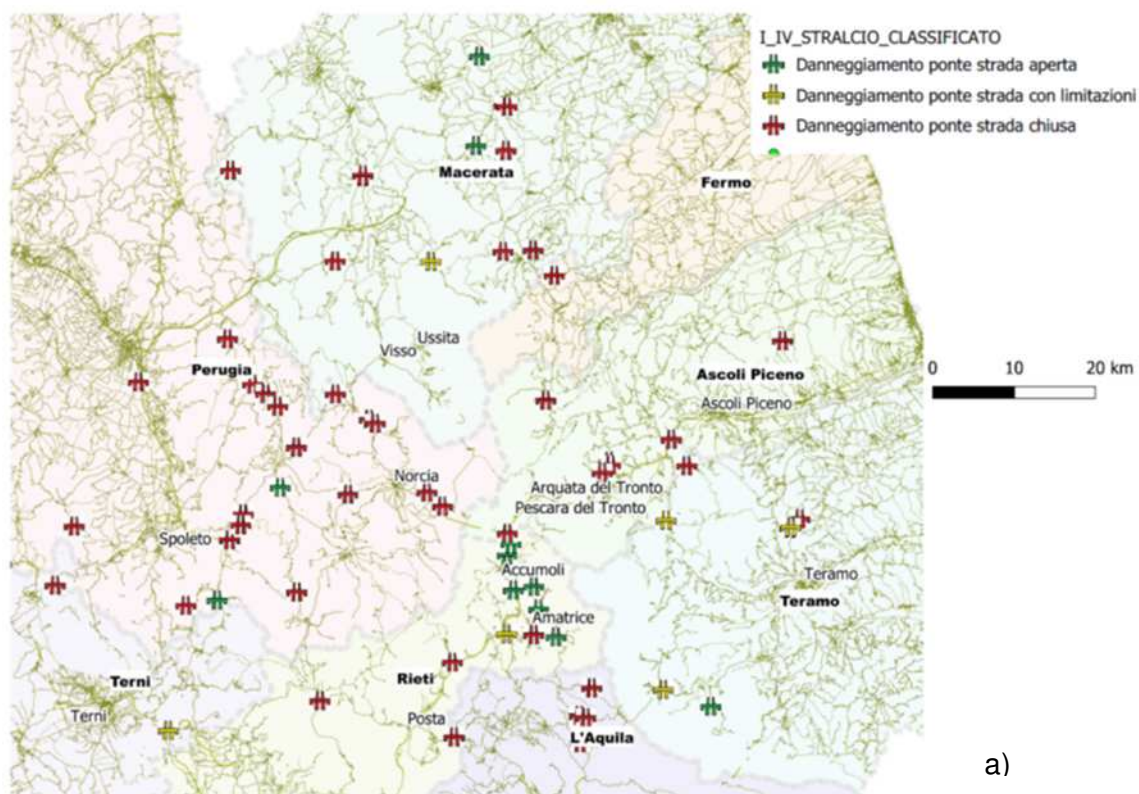 I_IV_STRALCIO_CLASSIFICATO
Danneggiamento ponte strada aperta
Danneggiamento ponte strada con limitazioni
Danneggiamento ponte strada chiusa
Macerata
Fermo
Ussita
Visso
Perugia
Ascoli Piceno
Ascoli Piceno
0 10 20 km
Norcia
Arquata del Tronto
Pescara del Tronto
Spoleto
Accumoli
Teramo
Teramo
Amatrice
Terni
Rieti
Terni
Posta
L'Aquila
a)